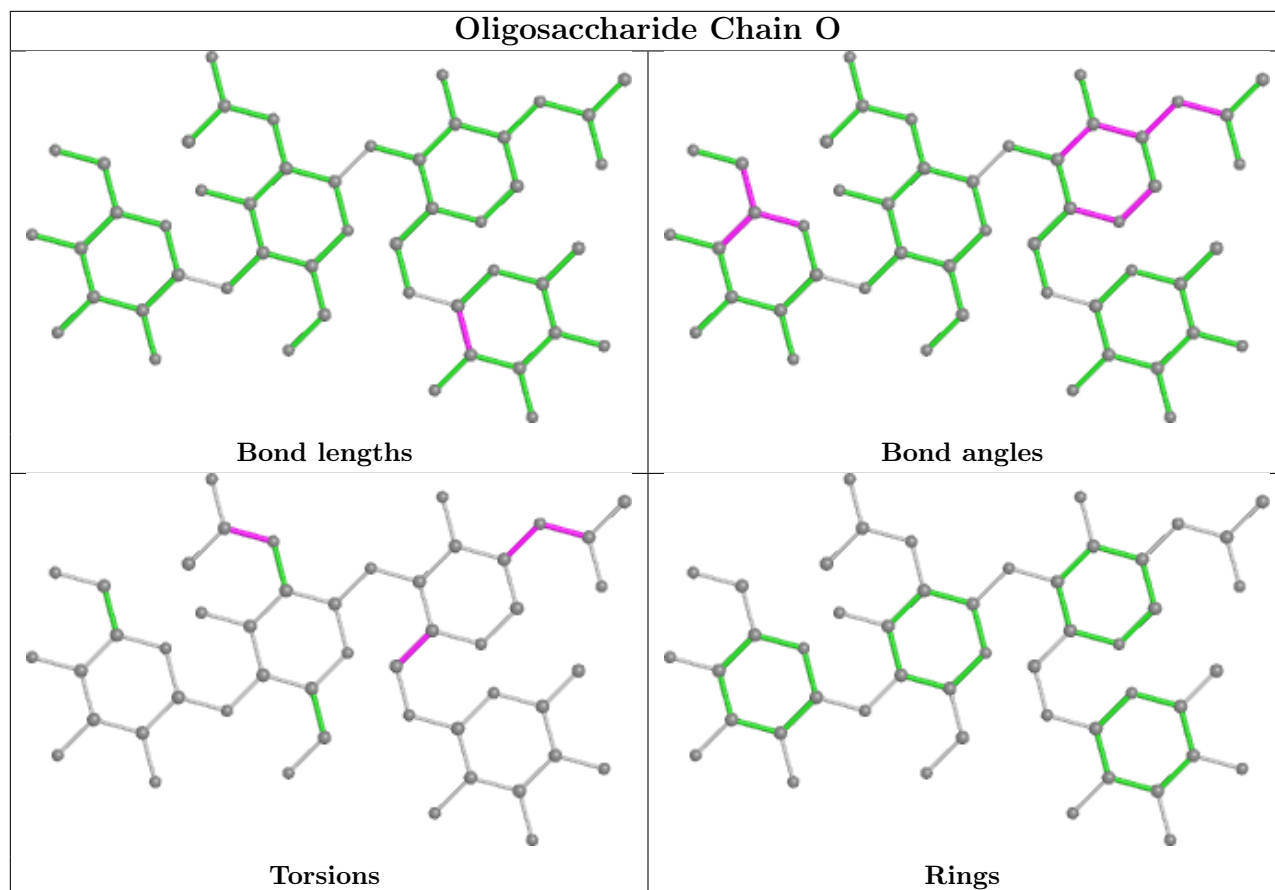 Oligosaccharide Chain O
Bond lengths
Bond angles
Torsions
Rings